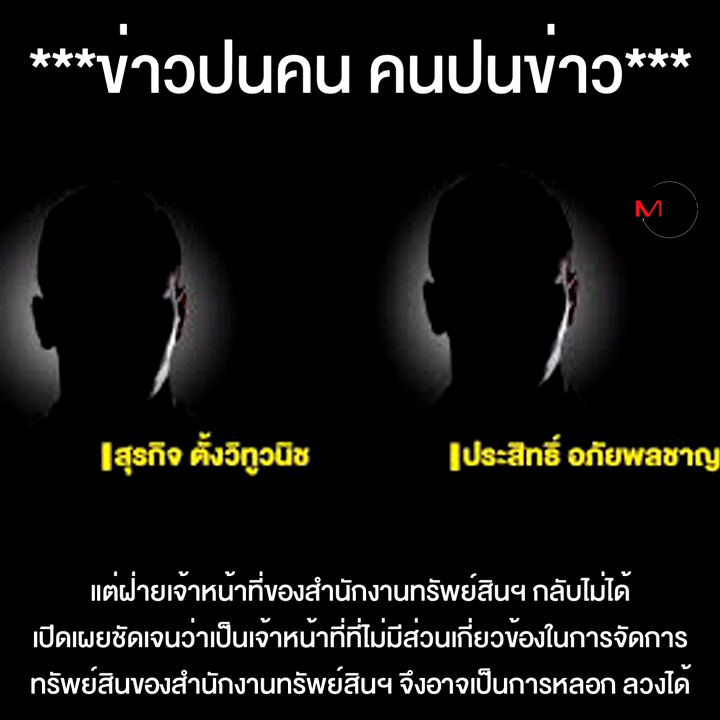 ***ข่าวปนคน คนปนข่าว***
M
สุรกิจ ตั้งวิทูวนิช
ประสิทธิ์ อภัยพลชาญ
แต่ฝ่ายเจ้าหน้าที่ของสำนักงานทรัพย์สินฯ กลับไม่ได้
เปิดเผยชัดเจนว่าเป็นเจ้าหน้าที่ที่ไม่มีส่วนเกี่ยวข้องในการจัดการ
ทรัพย์สินของสำนักงานทรัพย์สินฯ จึงอาจเป็นการหลอก ลวงได้